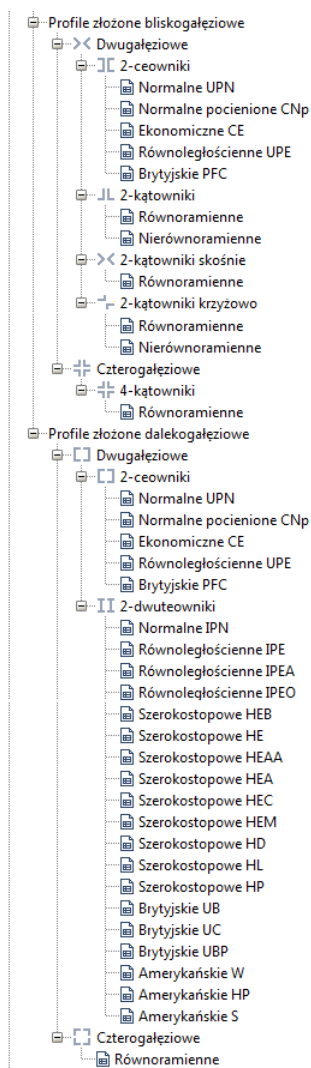 Profile złożone bliskogałęziowe
Dwugałęziowe
2-ceowniki
Normalne UPN
Normalne pocienione CNp
Ekonomiczne CE
Równoległościenne UPE
Brytyjskie PFC
2-kątowniki
Równoramienne
Nierównoramienne
2-kątowniki skośnie
Równoramienne
2-kątowniki krzyżowo
Równoramienne
Nierównoramienne
Czterogałęziowe
4-kątowniki
Równoramienne
Profile złożone dalekogałęziowe
Dwugałęziowe
2-ceowniki
Normalne UPN
Normalne pocienione CNp
Ekonomiczne CE
Równoległościenne UPE
Brytyjskie PFC
2-dwuteowniki
Normalne IPN
Równoległościenne IPE
Równoległościenne IPEA
Równoległościenne IPEO
Szerokostopowe HEB
Szerokostopowe HE
Szerokostopowe HEAA
Szerokostopowe HEA
Szerokostopowe HEC
Szerokostopowe HEM
Szerokostopowe HD
Szerokostopowe HL
Szerokostopowe HP
Brytyjskie UB
Brytyjskie UC
Brytyjskie UBP
Amerykańskie W
Amerykańskie HP
Amerykańskie S
Czterogałęziowe
Równoramienne